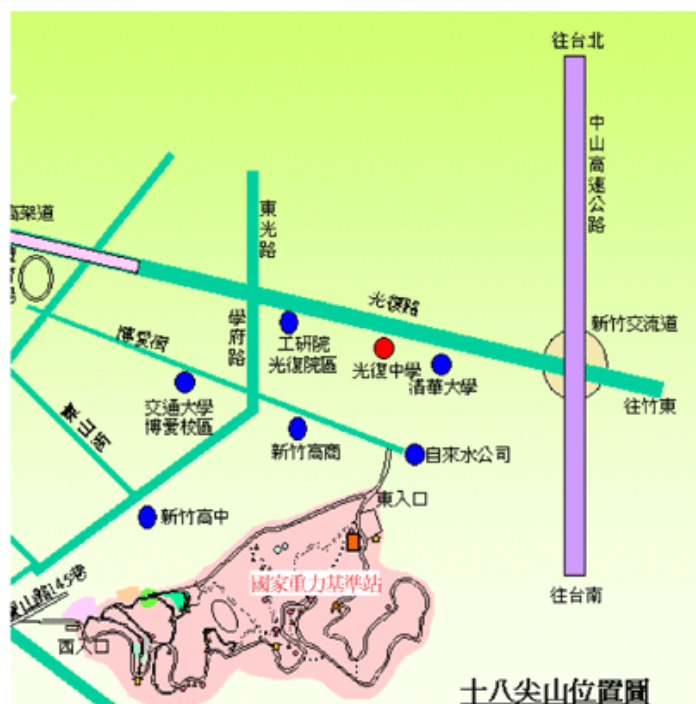 往台北
中山高速公路
高架道
東光路
光復路
新竹交流道
學府路
博愛街
工研院
光復院區
光復中學
清華大學
交通大學
博愛校區
往竹東
新竹高商
自來水公司
東入口
新竹高中
國家重力基準站
往台南
西入口
十八尖山位置圖